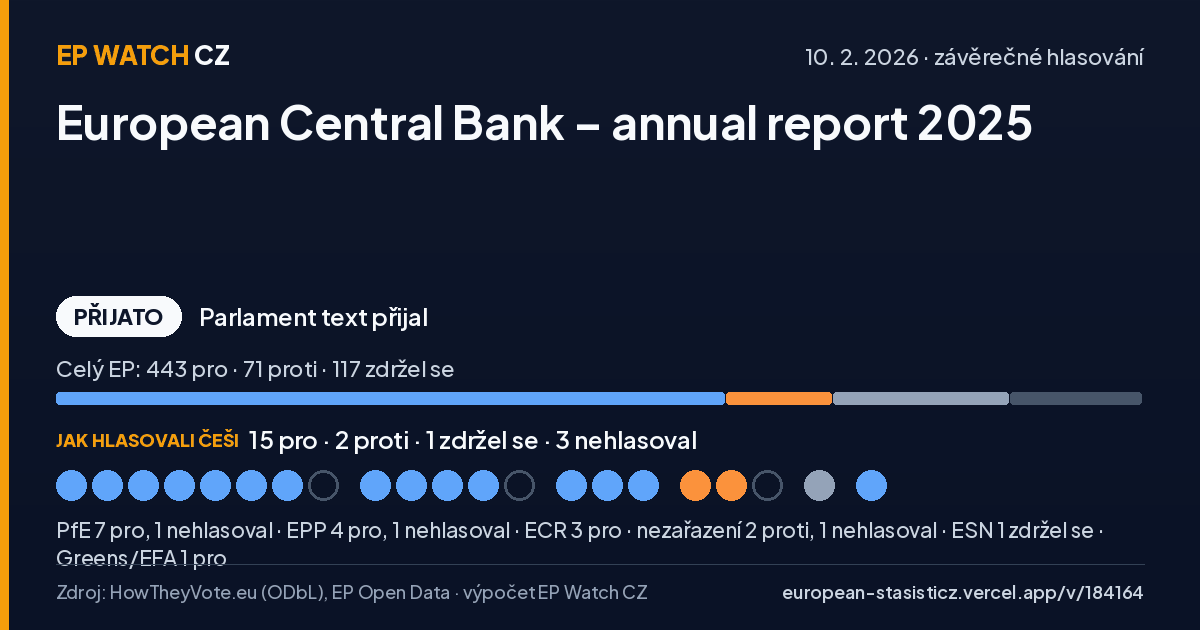 EP WATCH CZ
10. 2. 2026 · závěrečné hlasování
European Central Bank – annual report 2025
PŘIJATO Parlament text přijal
Celý EP: 443 pro · 71 proti · 117 zdržel se
JAK HLASOVALI ČEŠI 15 pro · 2 proti · 1 zdržel se · 3 nehlasoval
PfE 7 pro, 1 nehlasoval · EPP 4 pro, 1 nehlasoval · ECR 3 pro · nezařazení 2 proti, 1 nehlasoval · ESN 1 zdržel se ·
Greens/EFA 1 pro
Zdroj: HowTheyVote.eu (ODbL), EP Open Data · výpočet EP Watch CZ
european-stasisticz.vercel.app/v/184164